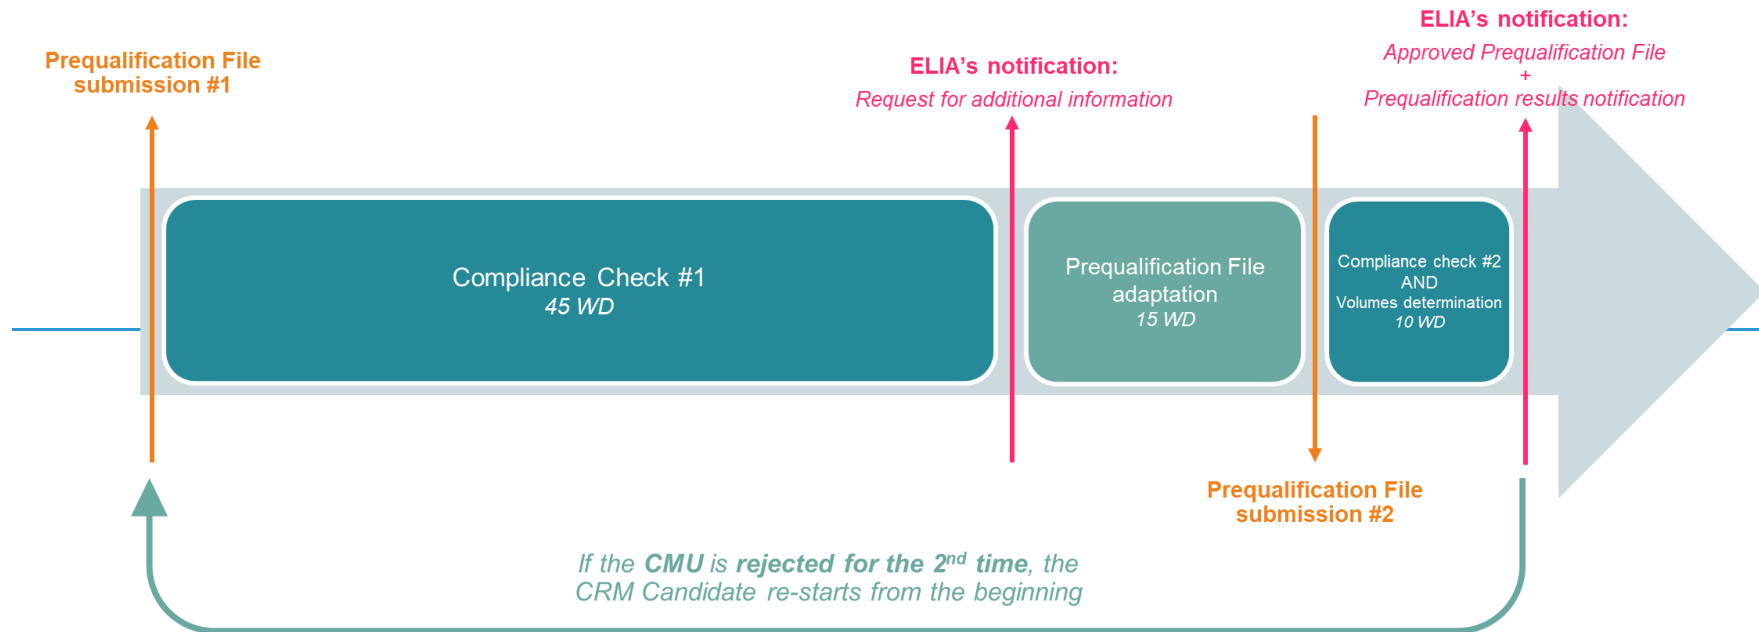 Prequalification File
submission #1
ELIA's notification:
Request for additional information
ELIA's notification:
Approved Prequalification File
+
Prequalification results notification
Compliance Check #1
45 WD
Prequalification File
adaptation
15 WD
Compliance check #2
AND
Volumes determination
10 WD
Prequalification File
submission #2
If the CMU is rejected for the 2nd time, the
CRM Candidate re-starts from the beginning